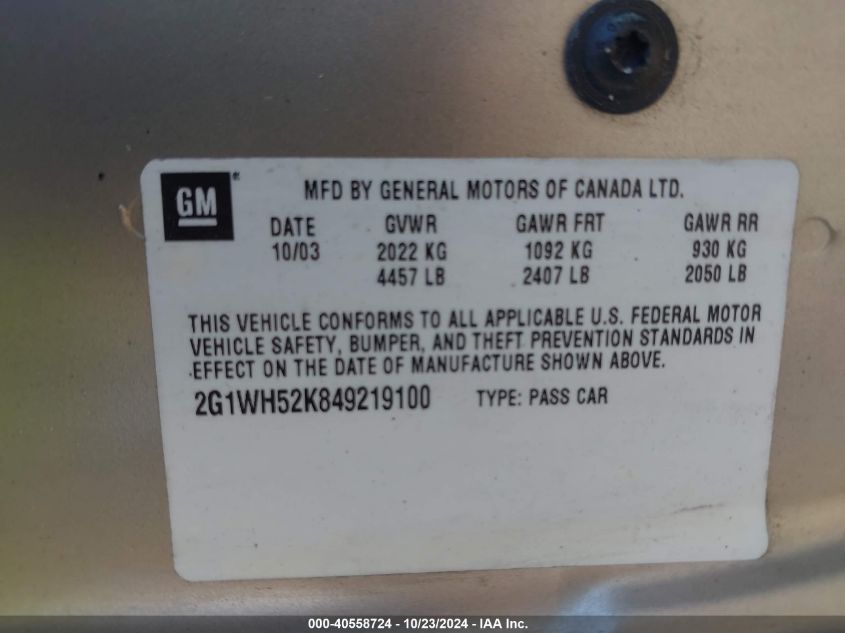 GM®
MFD BY GENERAL MOTORS OF CANADA LTD.
DATE GVWR GAWR FRT GAWR RR
10/03 2022 KG 1092 KG 930 KG
4457 LB 2407 LB 2050 LB
THIS VEHICLE CONFORMS TO ALL APPLICABLE U.S. FEDERAL MOTOR
VEHICLE SAFETY, BUMPER, AND THEFT PREVENTION STANDARDS IN
EFFECT ON THE DATE OF MANUFACTURE SHOWN ABOVE.
2G1WH52K849219100 TYPE: PASS CAR
000-40558724 - 10/23/2024 - IAA Inc.